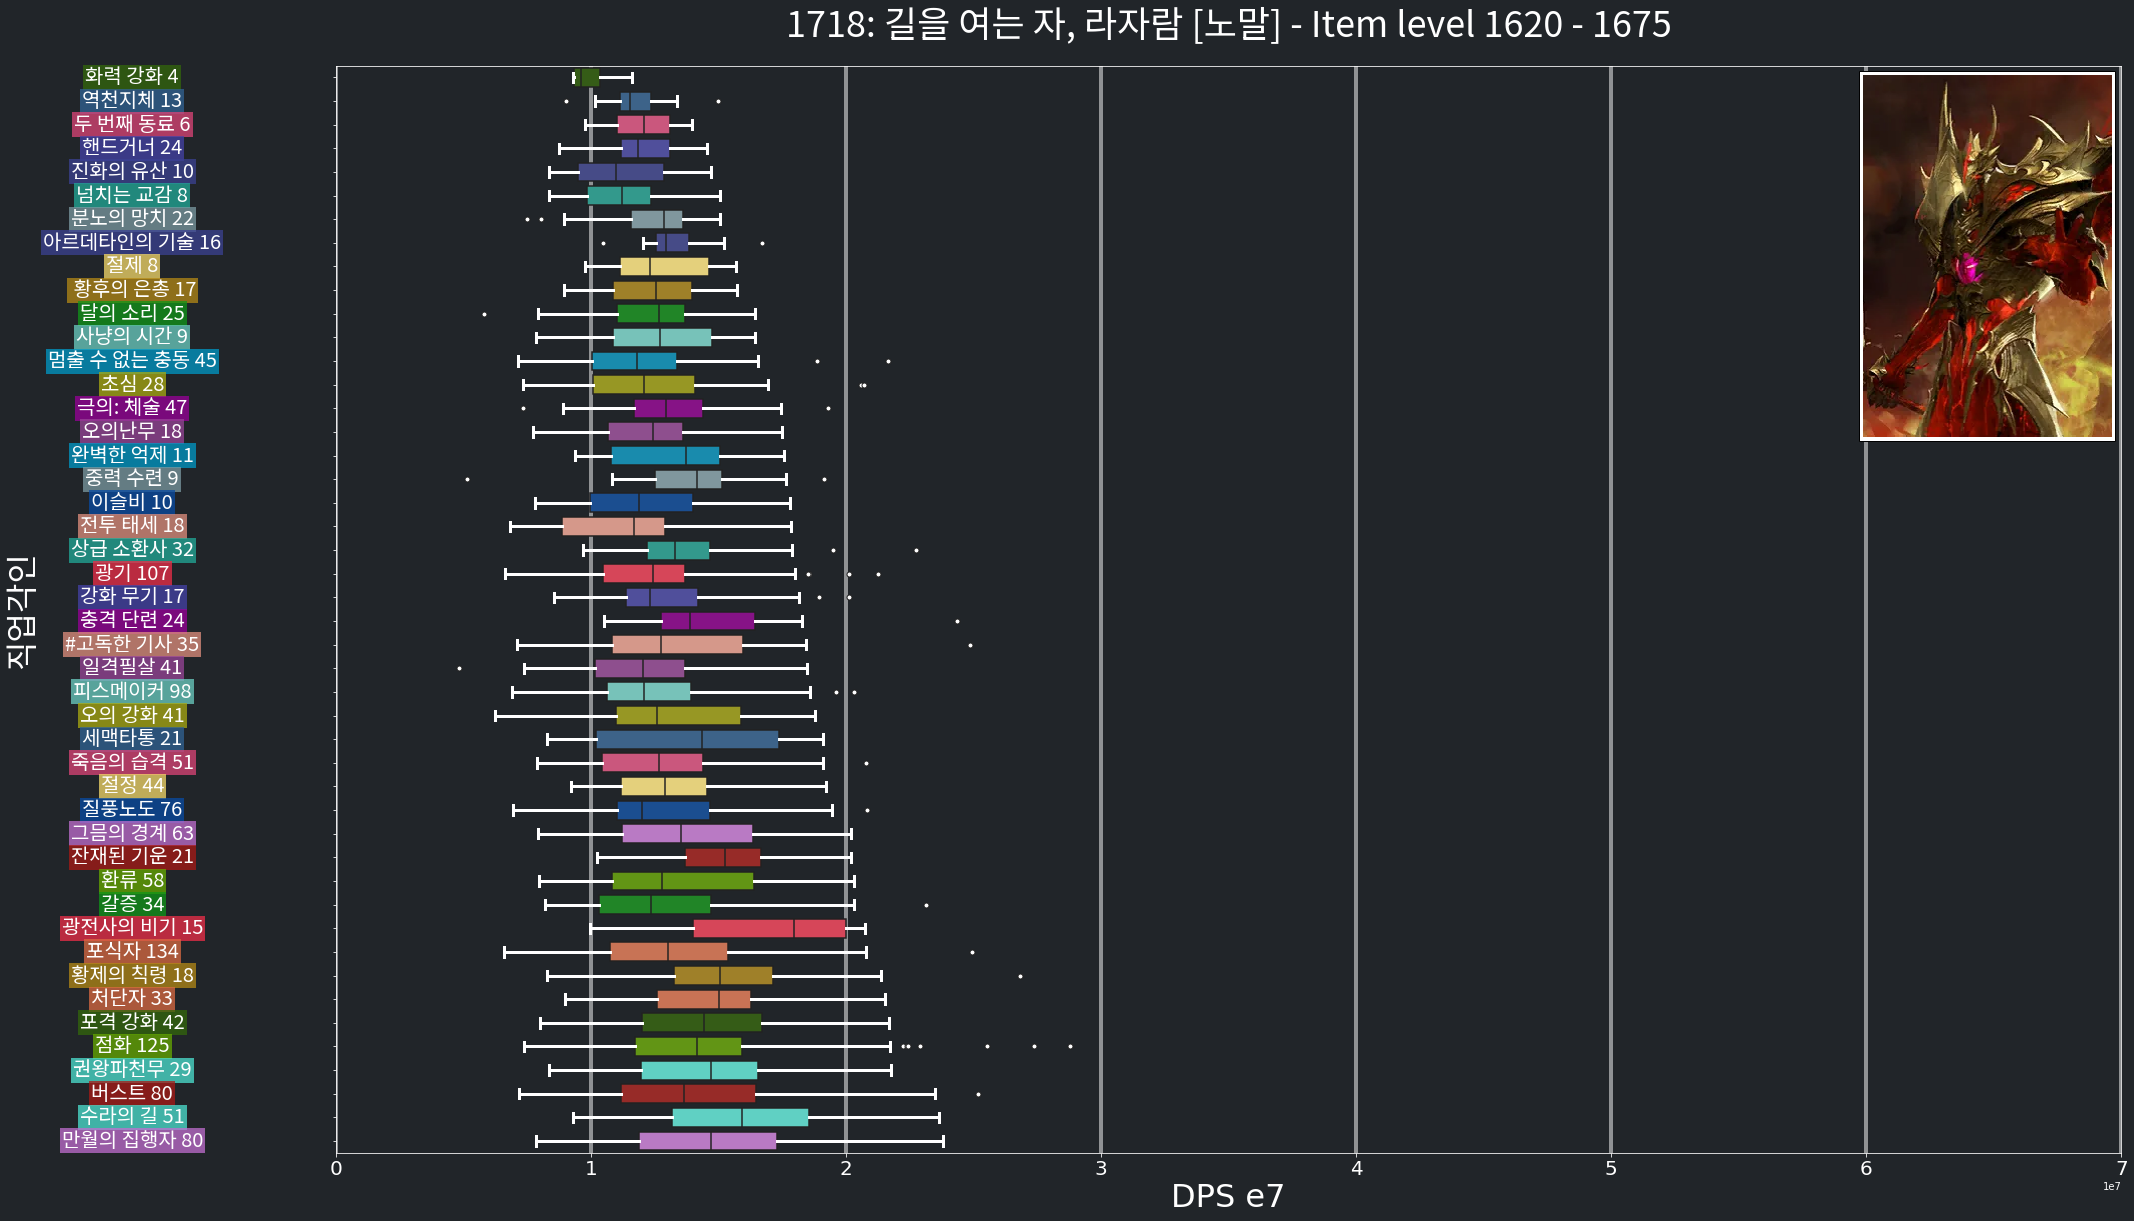 1718: 길을 여는 자, 라자람 [노말] - Item level 1620 - 1675
직업각인
화력 강화 4
역천지체 13
두 번째 동료 6
핸드거너 24
진화의 유산 10
넘치는 교감 8
분노의 망치 22
아르데타인의 기술 16
절제 8
황후의 은총 17
달의 소리 25
사냥의 시간 9
멈출 수 없는 충동 45
초심 28
극의: 체술 47
오의난무 18
완벽한 억제 11
중력 수련 9
이슬비 10
전투 태세 18
상급 소환사 32
광기 107
강화 무기 17
충격 단련 24
#고독한 기사 35
일격필살 41
피스메이커 98
오의 강화 41
세맥타통 21
죽음의 습격 51
절정 44
질풍노도 76
그믐의 경계 63
잔재된 기운 21
환류 58
갈증 34
광전사의 비기 15
포식자 134
황제의 칙령 18
처단자 33
포격 강화 42
점화 125
권왕파천무 29
버스트 80
수라의 길 51
만월의 집행자 80
0 1 2 3 4 5 6 7
1e7
DPS e7